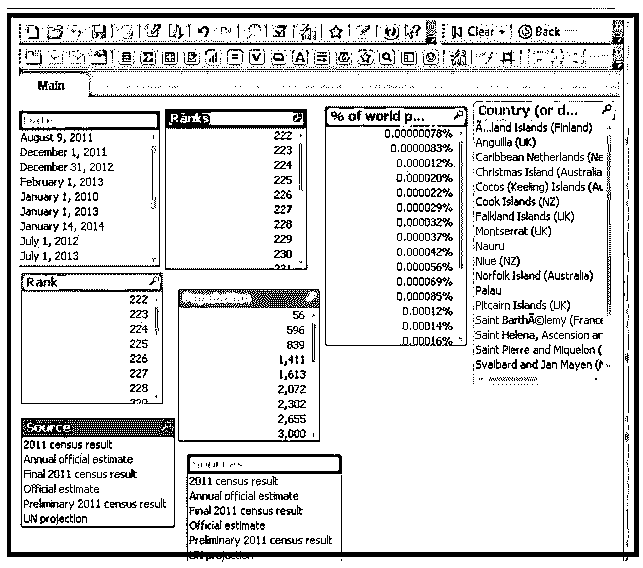 Clear
Back
Main
Date
August 9, 2011
December 1, 2011
December 31, 2012
February 1, 2013
January 1, 2010
January 1, 2013
January 14, 2014
July 1, 2012
July 1, 2013
Ranks
222
223
224
225
226
227
228
229
230
231
% of world p...
0.00000078%
0.0000083%
0.000012%
0.000020%
0.000022%
0.000029%
0.000032%
0.000037%
0.000042%
0.000056%
0.000069%
0.000085%
0.00012%
0.00014%
0.00016%
Country (or d...
Ã...land Islands (Finland)
Anguilla (UK)
Caribbean Netherlands (Ne
Christmas Island (Australia
Cocos (Keeling) Islands (Au
Cook Islands (NZ)
Falkland Islands (UK)
Montserrat (UK)
Nauru
Niue (NZ)
Norfolk Island (Australia)
Palau
Pitcairn Islands (UK)
Saint BarthÃ©lemy (France
Saint Helena, Ascension ar
Saint Pierre and Miquelon (
Svalbard and Jan Mayen (
Rank
222
223
224
225
226
227
228
229
56
596
839
1,411
1,613
2,072
2,302
2,655
3,000
Source
2011 census result
Annual official estimate
Final 2011 census result
Official estimate
Preliminary 2011 census result
UN projection
2011 census result
Annual official estimate
Final 2011 census result
Official estimate
Preliminary 2011 census result
UN projection